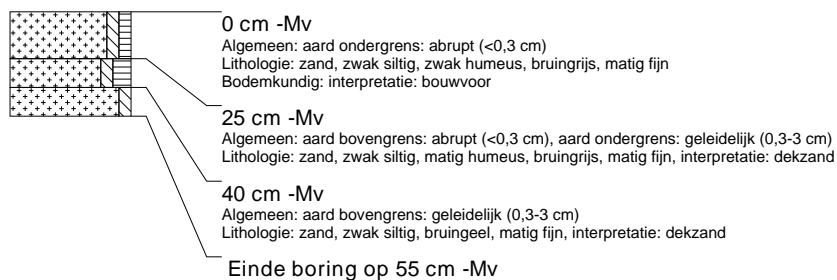 0 cm -Mv
Algemeen: aard ondergrens: abrupt (<0,3 cm)
Lithologie: zand, zwak siltig, zwak humeus, bruingrijs, matig fijn
Bodemkundig: interpretatie: bouwvoor
25 cm -Mv
Algemeen: aard bovengrens: abrupt (<0,3 cm), aard ondergrens: geleidelijk (0,3-3 cm)
Lithologie: zand, zwak siltig, matig humeus, bruingrijs, matig fijn, interpretatie: dekzand
40 cm -Mv
Algemeen: aard bovengrens: geleidelijk (0,3-3 cm)
Lithologie: zand, zwak siltig, bruingeel, matig fijn, interpretatie: dekzand
Einde boring op 55 cm -Mv